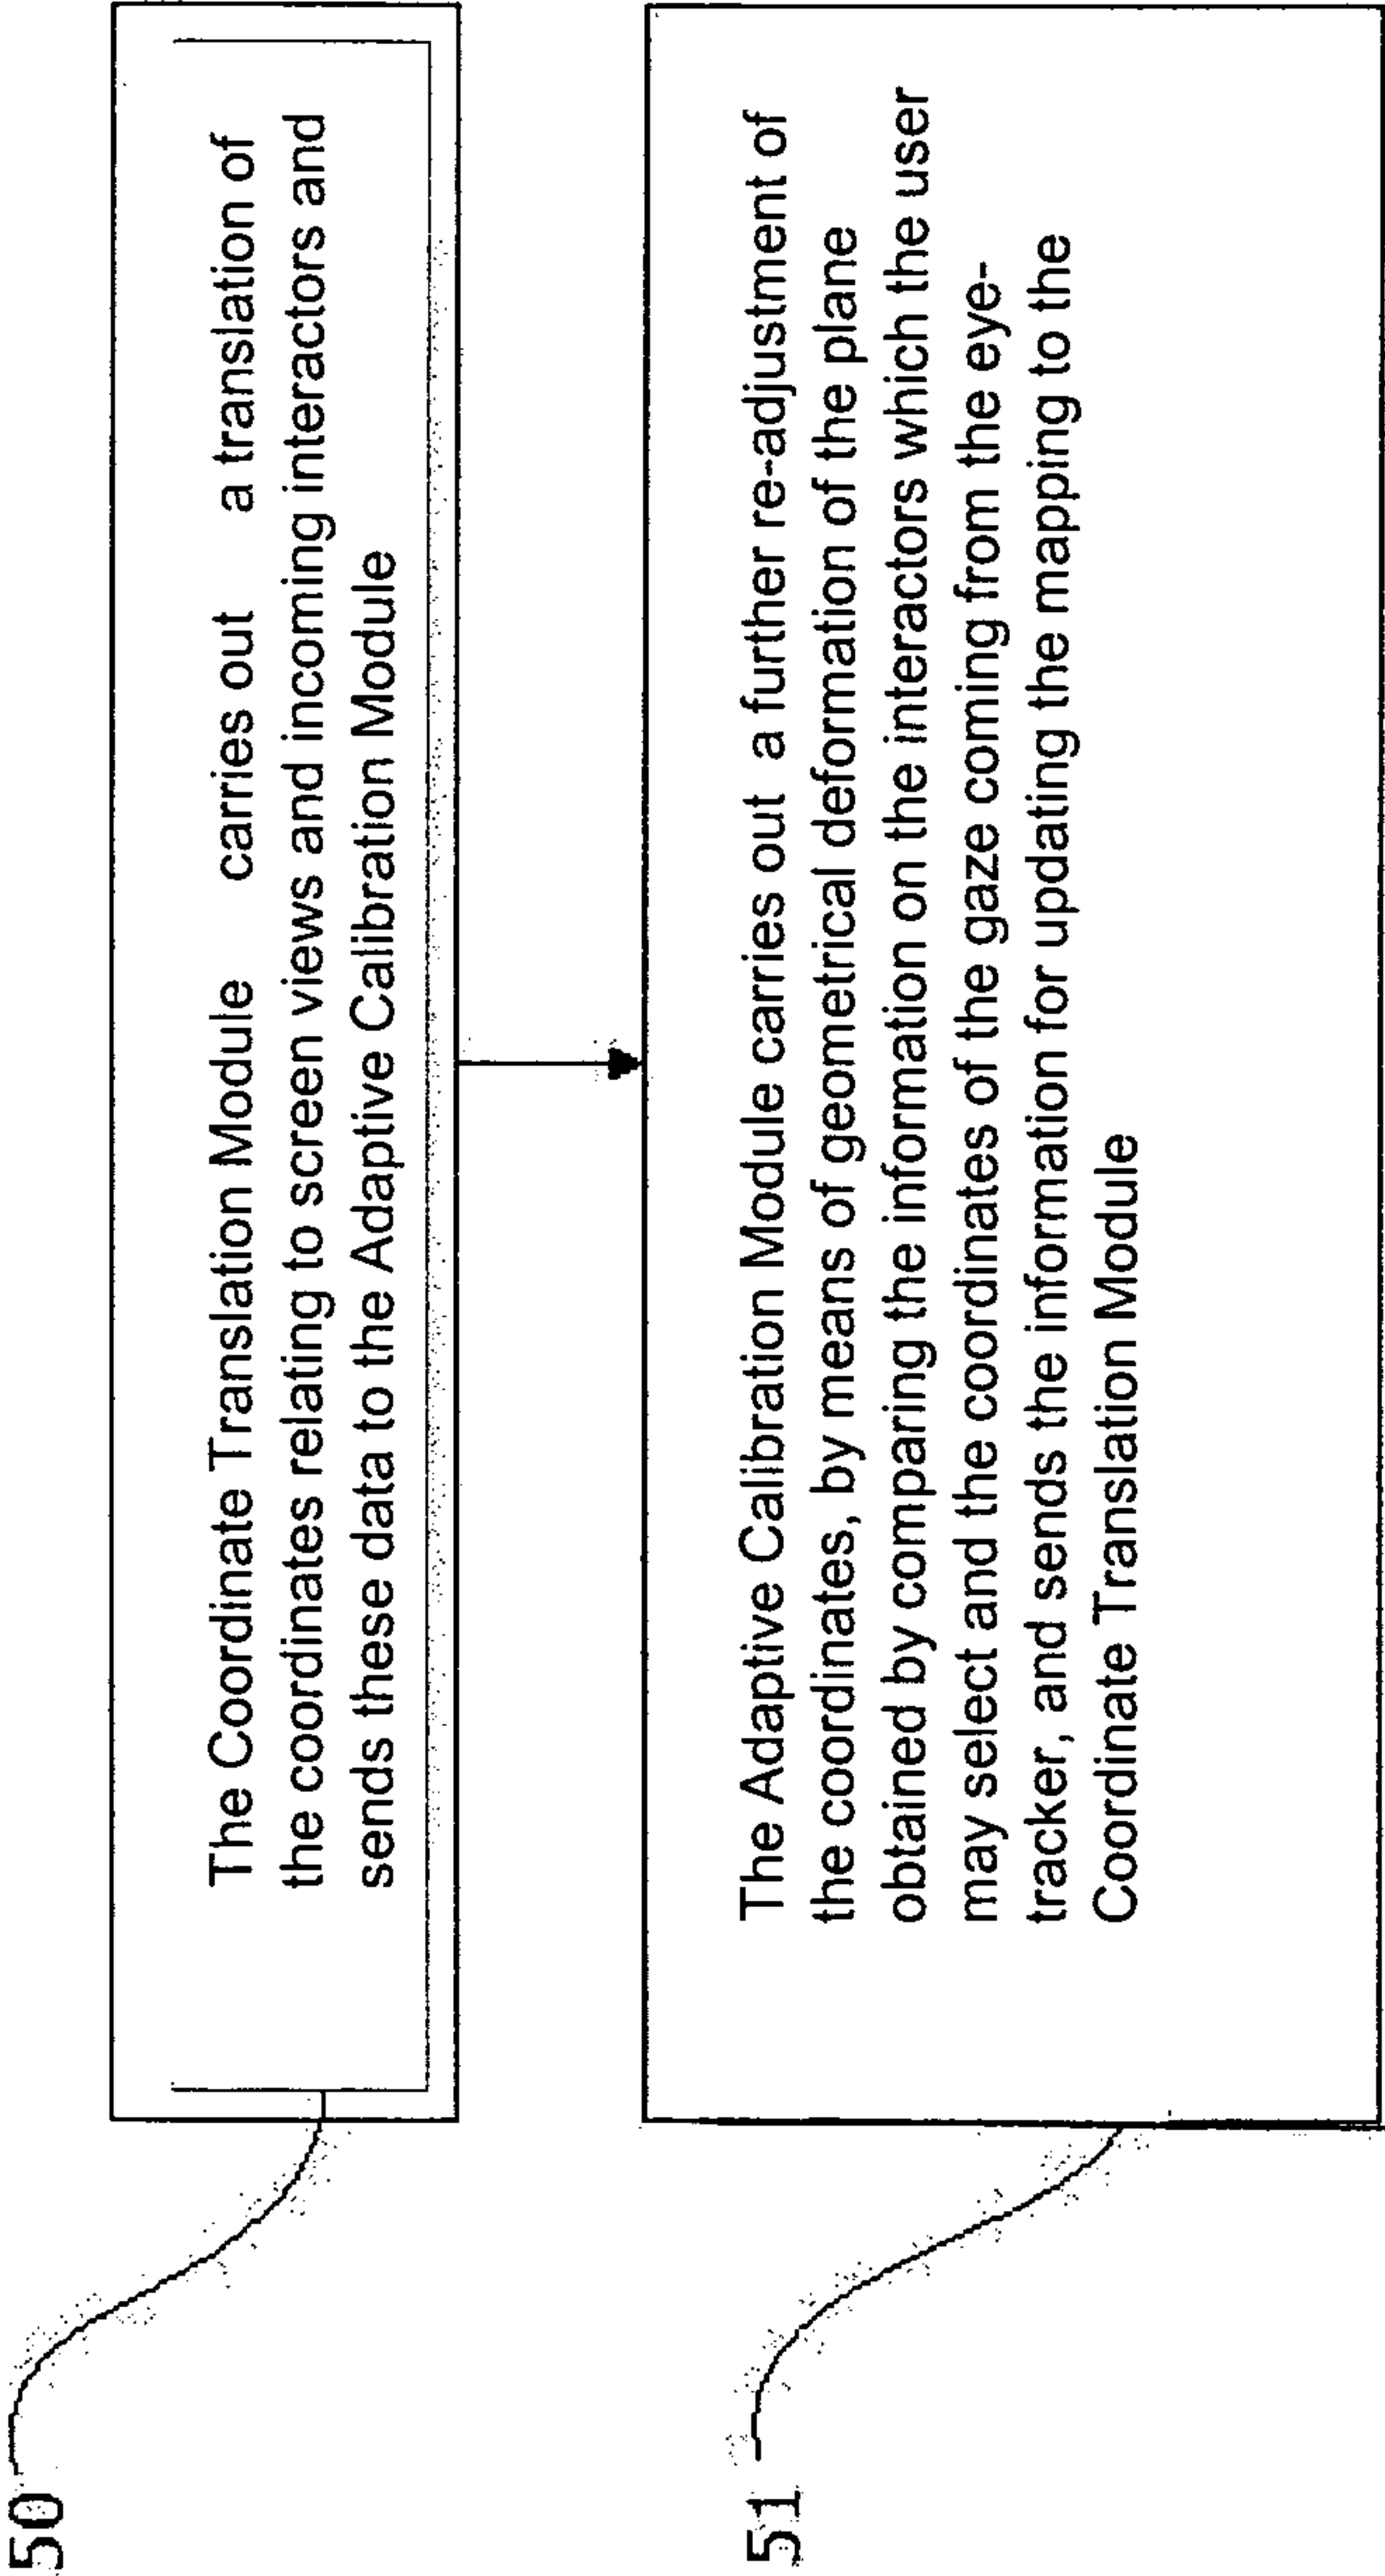 50
The Coordinate Translation Module carries out a translation of
the coordinates relating to screen views and incoming interactors and
sends these data to the Adaptive Calibration Module
51
The Adaptive Calibration Module carries out a further re-adjustment of
the coordinates, by means of geometrical deformation of the plane
obtained by comparing the information on the interactors which the user
may select and the coordinates of the gaze coming from the eye-
tracker, and sends the information for updating the mapping to the
Coordinate Translation Module